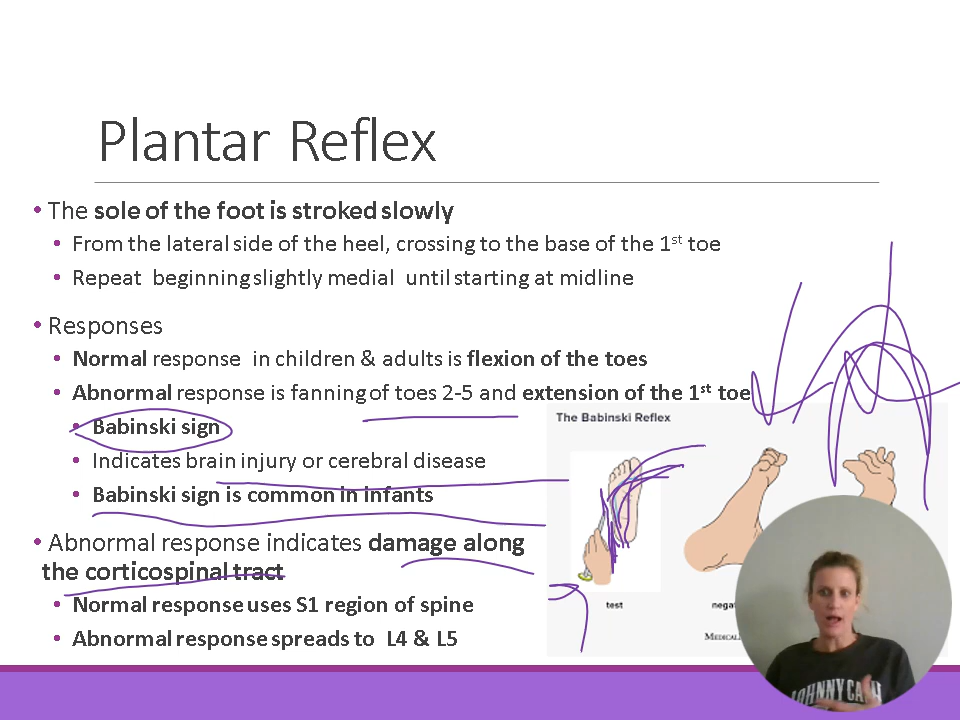 Plantar Reflex
• The sole of the foot is stroked slowly
• From the lateral side of the heel, crossing to the base of the 1st toe
• Repeat beginning slightly medial until starting at midline
• Responses
• Normal response in children & adults is flexion of the toes
• Abnormal response is fanning of toes 2-5 and extension of the 1st toe
• Babinski sign
• Indicates brain injury or cerebral disease
• Babinski sign is common in infants
• Abnormal response indicates damage along
the corticospinal tract
• Normal response uses S1 region of spine
• Abnormal response spreads to L4 & L5
The Babinski Reflex
test
JOHNNY CA